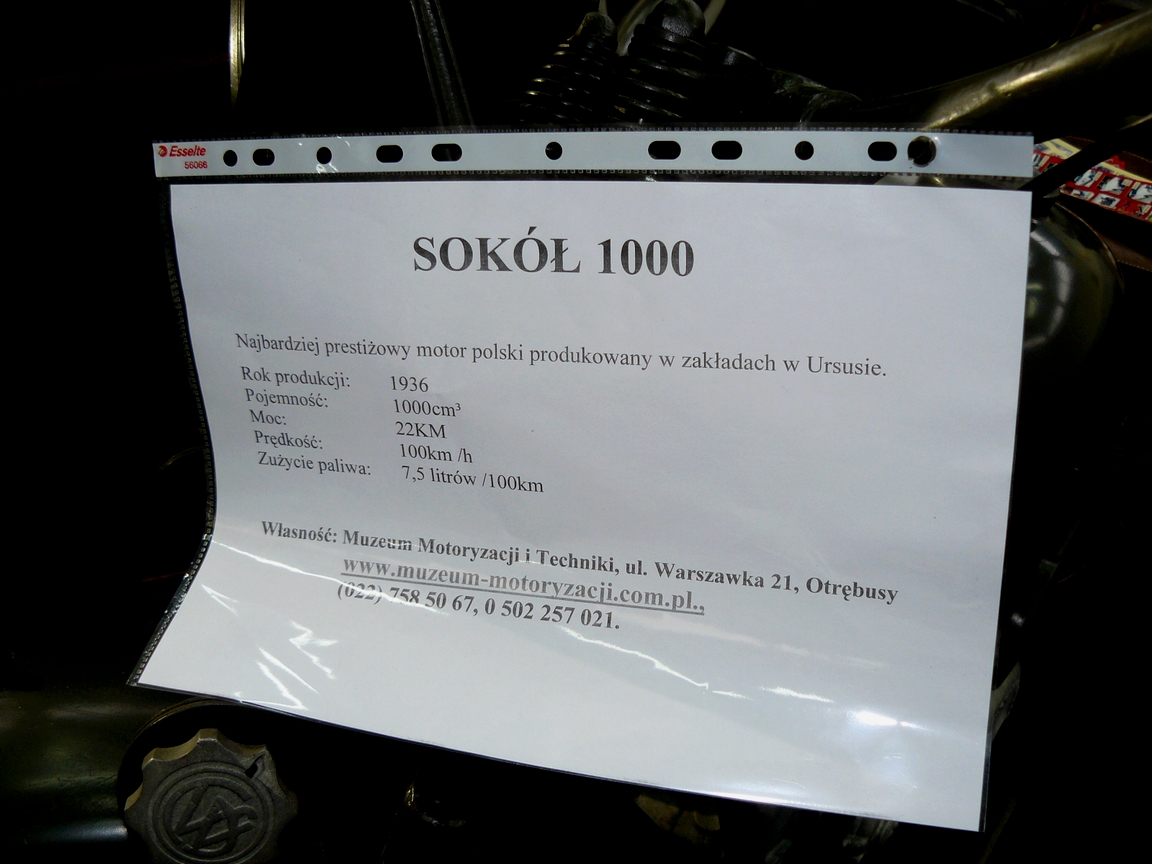 Esselte
56066
SOKÓŁ 1000
Najbardziej prestiżowy motor polski produkowany w zakładach w Ursusie.
Rok produkcji: 1936
Pojemność: 1000cm³
Moc: 22KM
Prędkość: 100km /h
Zużycie paliwa: 7,5 litrów /100km
Własność: Muzeum Motoryzacji i Techniki, ul. Warszawka 21, Otrębusy
www.muzeum-motoryzacji.com.pl.,
(022) 758 50 67, 0 502 257 021.